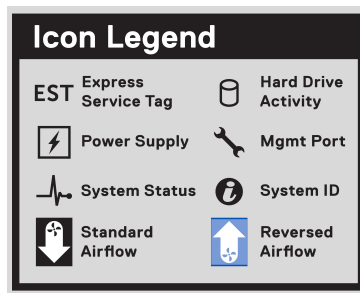 Icon Legend
EST Express
Service Tag
Hard Drive
Activity
Power Supply
Mgmt Port
System Status
i System ID
Standard
Airflow
Reversed
Airflow